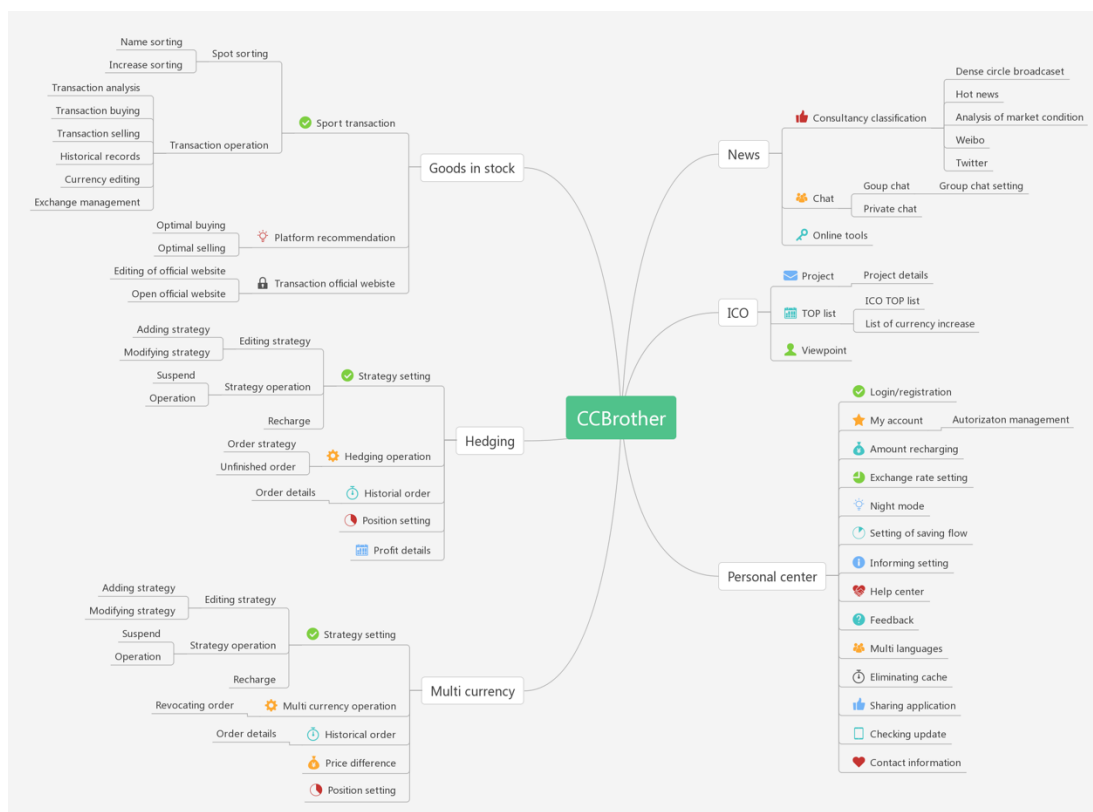 CCBrother
Goods in stock
Sport transaction
Spot sorting
Name sorting
Increase sorting
Transaction operation
Transaction analysis
Transaction buying
Transaction selling
Historical records
Currency editing
Exchange management
Platform recommendation
Optimal buying
Optimal selling
Transaction official webiste
Editing of official website
Open official website
Hedging
Strategy setting
Editing strategy
Adding strategy
Modifying strategy
Strategy operation
Suspend
Operation
Recharge
Hedging operation
Order strategy
Unfinished order
Historial order
Order details
Position setting
Profit details
Multi currency
Strategy setting
Editing strategy
Adding strategy
Modifying strategy
Strategy operation
Suspend
Operation
Recharge
Multi currency operation
Revocating order
Historical order
Order details
Price difference
Position setting
News
Consultancy classification
Dense circle broadcaset
Hot news
Analysis of market condition
Weibo
Twitter
Chat
Goup chat
Group chat setting
Private chat
Online tools
ICO
Project
Project details
TOP list
ICO TOP list
List of currency increase
Viewpoint
Personal center
Login/registration
My account
Autorizaton management
Amount recharging
Exchange rate setting
Night mode
Setting of saving flow
Informing setting
Help center
Feedback
Multi languages
Eliminating cache
Sharing application
Checking update
Contact information